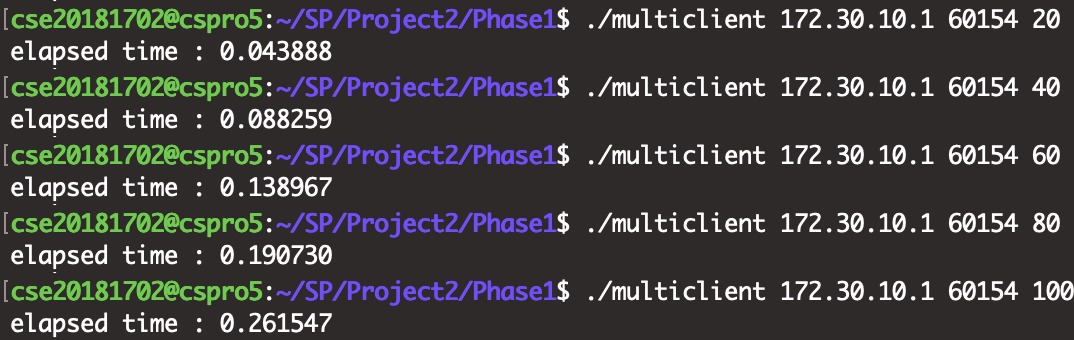 [cse20181702@cspro5:~/SP/Project2/Phase1$ ./multiclient 172.30.10.1 60154 20
elapsed time : 0.043888
[cse20181702@cspro5:~/SP/Project2/Phase1$ ./multiclient 172.30.10.1 60154 40
elapsed time : 0.088259
[cse20181702@cspro5:~/SP/Project2/Phase1$ ./multiclient 172.30.10.1 60154 60
elapsed time : 0.138967
[cse20181702@cspro5:~/SP/Project2/Phase1$ ./multiclient 172.30.10.1 60154 80
elapsed time : 0.190730
[cse20181702@cspro5:~/SP/Project2/Phase1$ ./multiclient 172.30.10.1 60154 100
elapsed time : 0.261547